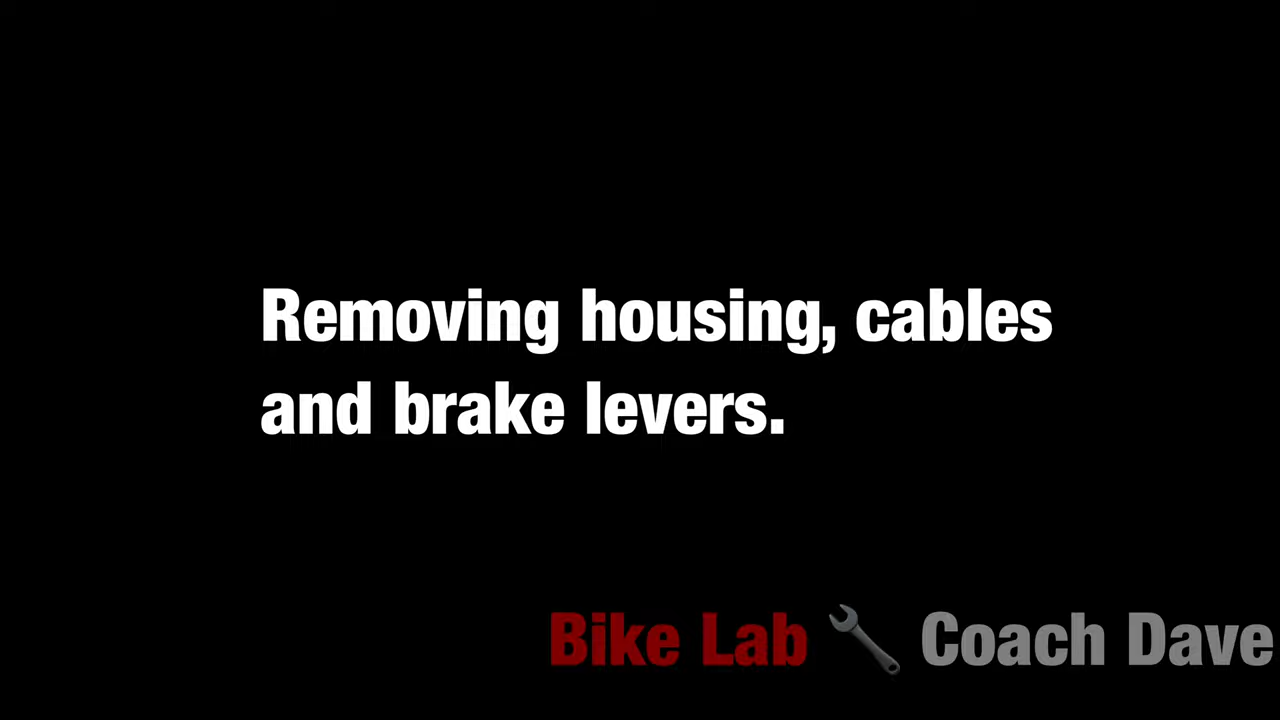 Removing housing, cables
and brake levers.
Bike Lab 🔧 Coach Dave